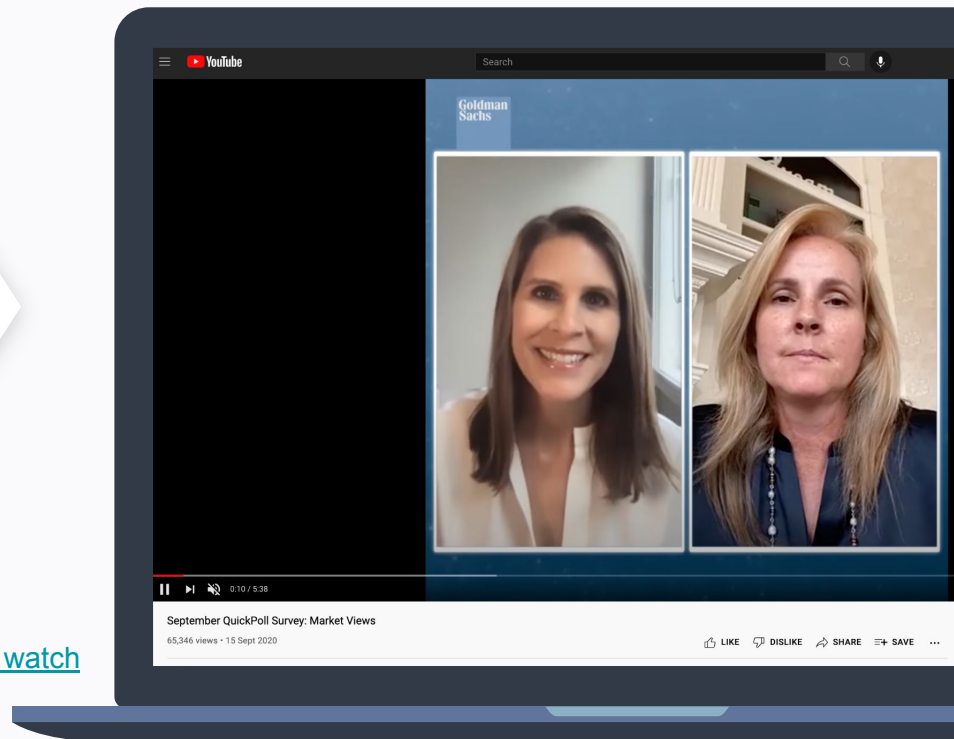 YouTube
Search
Goldman
Sachs
0:10 / 5:38
September QuickPoll Survey: Market Views
65,346 views • 15 Sept 2020
LIKE DISLIKE SHARE SAVE ...
watch